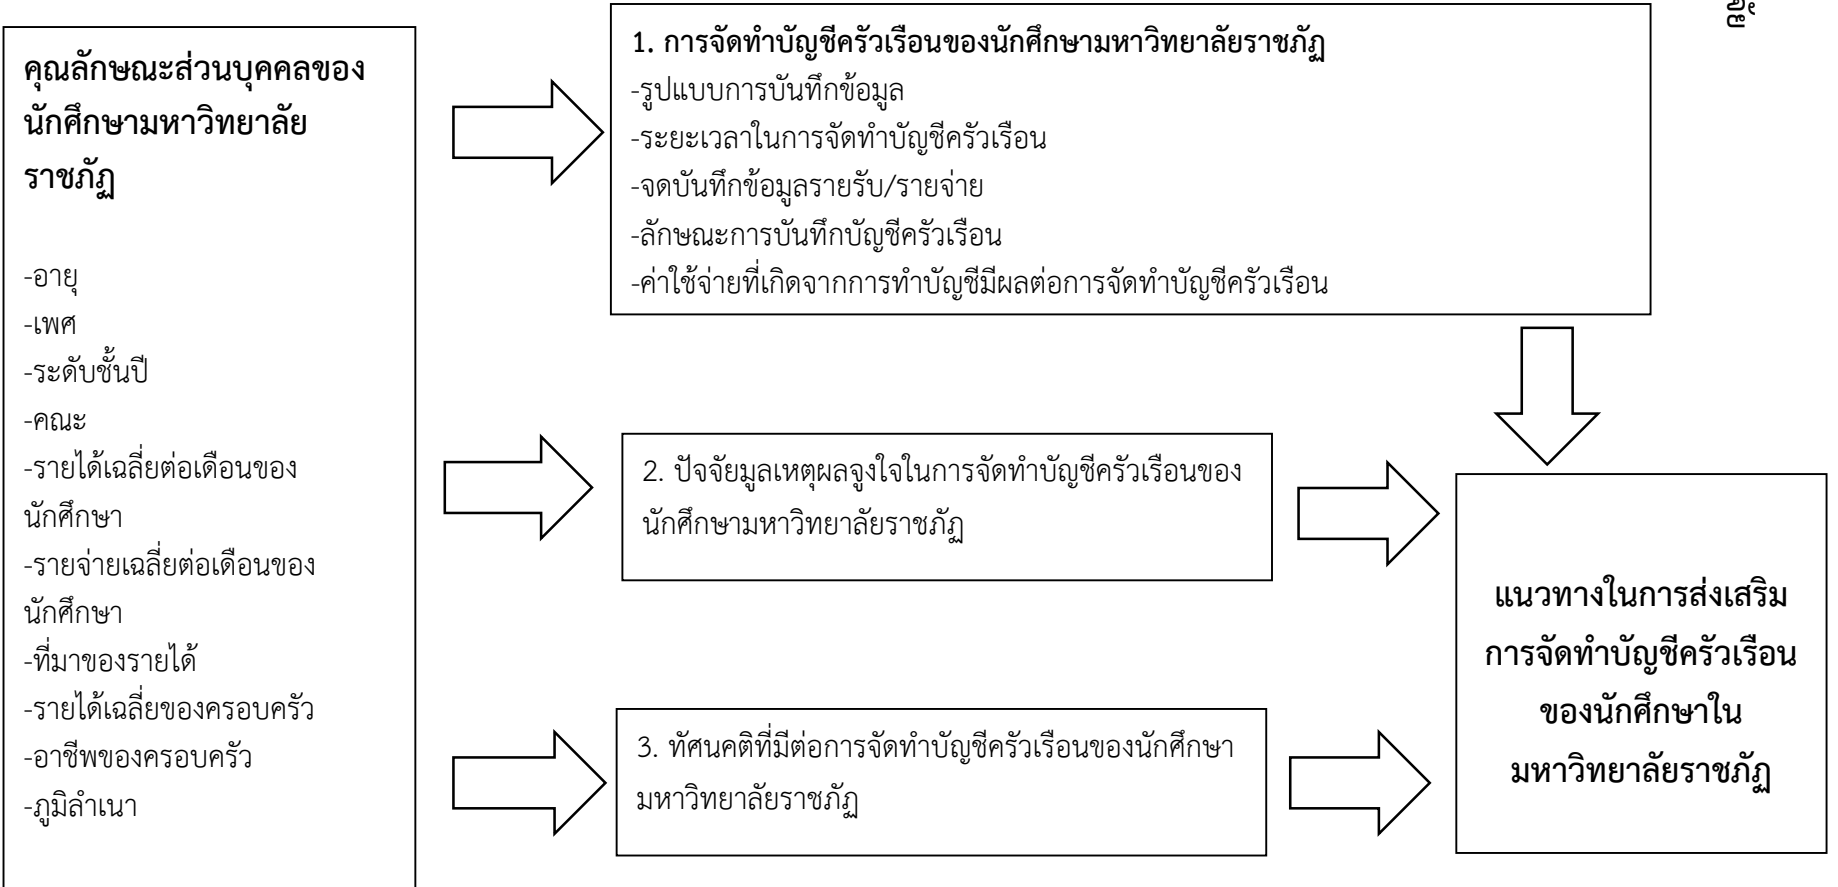 คุณลักษณะส่วนบุคคลของ
นักศึกษามหาวิทยาลัย
ราชภัฏ
-อายุ
-เพศ
-ระดับชั้นปี
-คณะ
-รายได้เฉลี่ยต่อเดือนของ
นักศึกษา
-รายจ่ายเฉลี่ยต่อเดือนของ
นักศึกษา
-ที่มาของรายได้
-รายได้เฉลี่ยของครอบครัว
-อาชีพของครอบครัว
-ภูมิลำเนา
1. การจัดทำบัญชีครัวเรือนของนักศึกษามหาวิทยาลัยราชภัฏ
-รูปแบบการบันทึกข้อมูล
-ระยะเวลาในการจัดทำบัญชีครัวเรือน
-จดบันทึกข้อมูลรายรับ/รายจ่าย
-ลักษณะการบันทึกบัญชีครัวเรือน
-ค่าใช้จ่ายที่เกิดจากการทำบัญชีมีผลต่อการจัดทำบัญชีครัวเรือน
2. ปัจจัยมูลเหตุผลจูงใจในการจัดทำบัญชีครัวเรือนของ
นักศึกษามหาวิทยาลัยราชภัฏ
3. ทัศนคติที่มีต่อการจัดทำบัญชีครัวเรือนของนักศึกษา
มหาวิทยาลัยราชภัฏ
แนวทางในการส่งเสริม
การจัดทำบัญชีครัวเรือน
ของนักศึกษาใน
มหาวิทยาลัยราชภัฏ